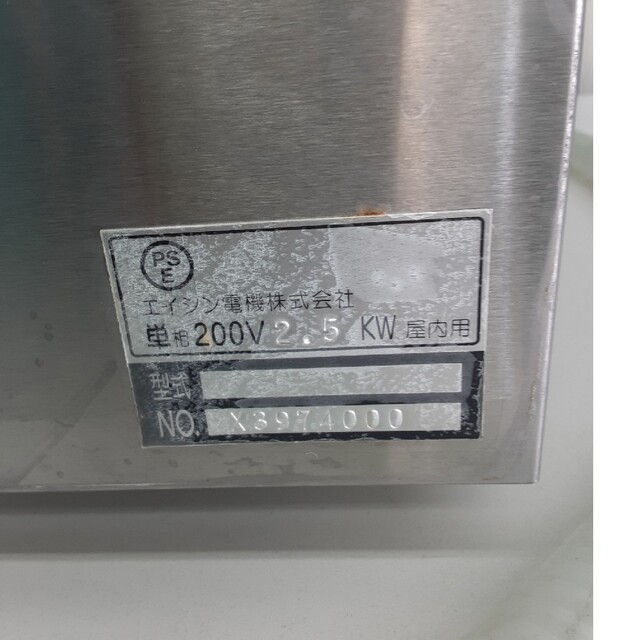 PS
E
エイシン電機株式会社
単相 200V 2.5 KW 屋内用
型式
NO. X3974000